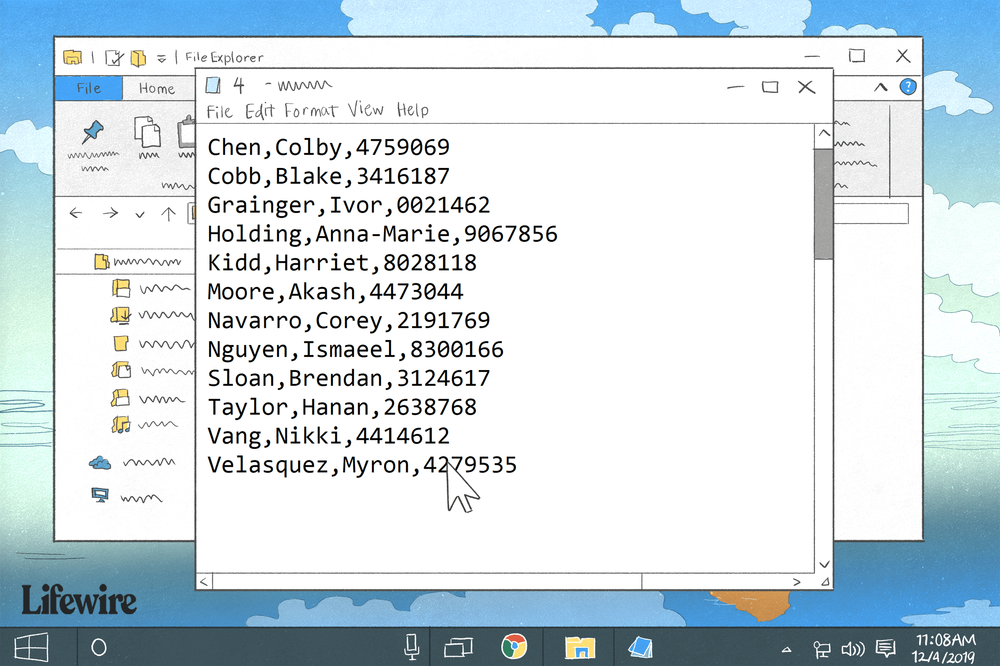 File Explorer
File Home
?
4 -
File Edit Format View Help
Chen,Colby,4759069
Cobb,Blake,3416187
Grainger,Ivor,0021462
Holding,Anna-Marie,9067856
Kidd,Harriet,8028118
Moore,Akash,4473044
Navarro,Corey,2191769
Nguyen,Ismaeel,8300166
Sloan,Brendan,3124617
Taylor,Hanan,2638768
Vang,Nikki,4414612
Velasquez,Myron,4279535
Lifewire
11:08AM
12/4/2019